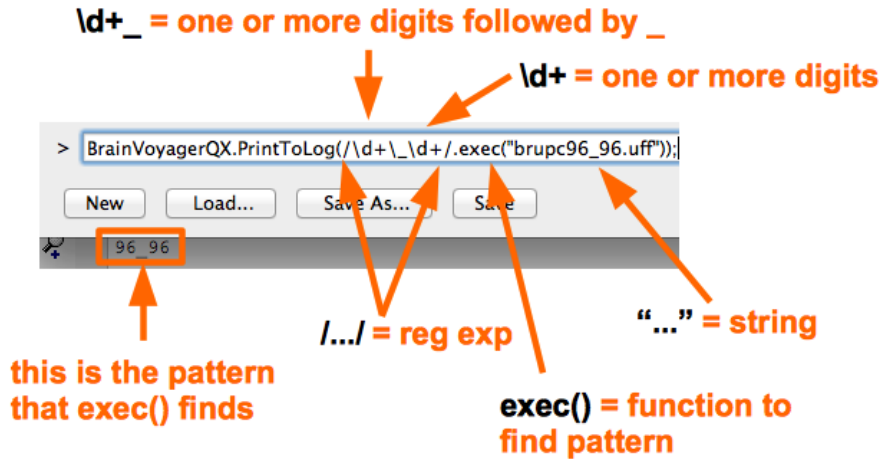 \d+_ = one or more digits followed by _
\d+ = one or more digits
> BrainVoyagerQX.PrintToLog(/\d+\_\d+/.exec("brupc96_96.uff"));
New Load... Save As... Save
96_96
/.../ = reg exp
“...” = string
this is the pattern
that exec() finds
exec() = function to
find pattern